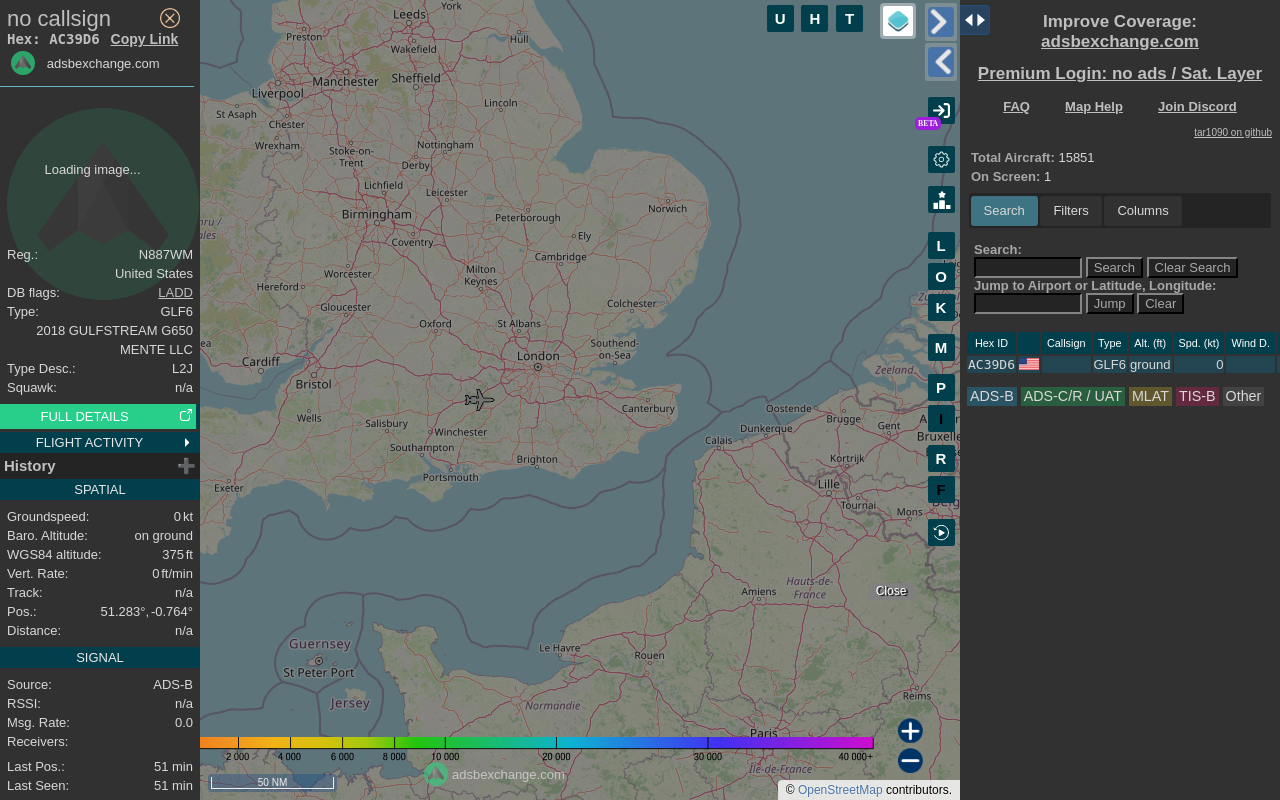 no callsign
Hex: AC39D6 Copy Link
adsbexchange.com
Loading image...
Reg.: N887WM
United States
DB flags: LADD
Type: GLF6
2018 GULFSTREAM G650
MENTE LLC
Type Desc.: L2J
Squawk: n/a
FULL DETAILS
FLIGHT ACTIVITY
History
SPATIAL
Groundspeed: 0 kt
Baro. Altitude: on ground
WGS84 altitude: 375 ft
Vert. Rate: 0 ft/min
Track: n/a
Pos.: 51.283°, -0.764°
Distance: n/a
SIGNAL
Source: ADS-B
RSSI: n/a
Msg. Rate: 0.0
Receivers:
Last Pos.: 51 min
Last Seen: 51 min
York
Leeds
Preston
Hull
Wakefield
Manchester
Sheffield
Liverpool
Lincoln
St Asaph
Chester
Wrexham
Stoke-on-
Trent
Nottingham
Derby
Lichfield
Leicester
Norwich
Birmingham
Peterborough
Coventry
Ely
Cambridge
Worcester
Milton
Keynes
Hereford
Gloucester
Colchester
Oxford
St Albans
Southend-
on-Sea
London
Cardiff
Bristol
Canterbury
Wells
Salisbury
Winchester
Southampton
Brighton
Portsmouth
Exeter
Zeeland
Oostende
Dunkerque
Brugge
Gent
Calais
Kortrijk
Lille
Tournai
Mons
Amiens
Hauts-de-
France
Guernsey
St Peter Port
Jersey
Le Havre
Rouen
Normandie
Reims
Paris
Île-de-France
U H T
BETA
L
O
K
M
P
I
R
F
Close
2 000 4 000 6 000 8 000 10 000 20 000 30 000 40 000+
adsbexchange.com
50 NM
© OpenStreetMap contributors.
Improve Coverage:
adsbexchange.com
Premium Login: no ads / Sat. Layer
FAQ Map Help Join Discord
tar1090 on github
Total Aircraft: 15851
On Screen: 1
Search Filters Columns
Search:
Search Clear Search
Jump to Airport or Latitude, Longitude:
Jump Clear
Hex ID Callsign Type Alt. (ft) Spd. (kt) Wind D.
AC39D6 GLF6 ground 0
ADS-B ADS-C/R / UAT MLAT TIS-B Other